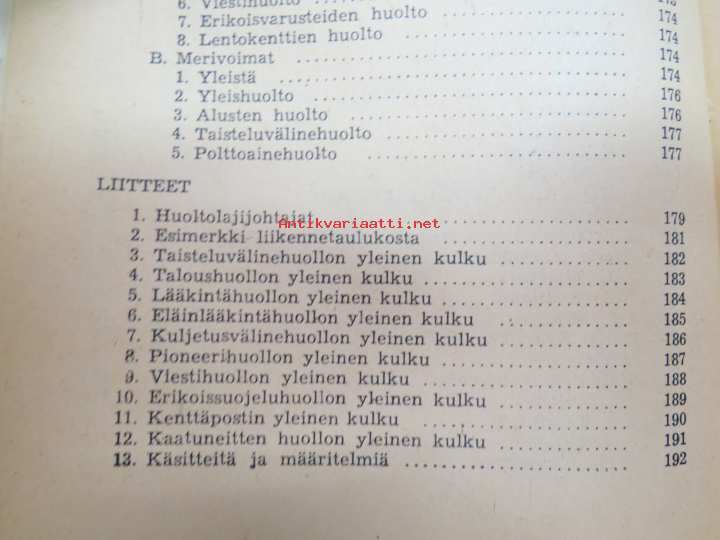 6. Viestihuolto
7. Erikoisvarusteiden huolto ........ 174
8. Lentokenttien huolto ........ 174
B. Merivoimat ........ 174
1. Yleistä ........ 174
2. Yleishuolto ........ 176
3. Alusten huolto ........ 176
4. Taisteluvälinehuolto ........ 177
5. Polttoainehuolto ........ 177
LIITTEET
1. Huoltolajijohtajat ........ 179
Antikvariaatti.net
2. Esimerkki liikennetaulukosta ........ 181
3. Taisteluvälinehuollon yleinen kulku ........ 182
4. Taloushuollon yleinen kulku ........ 183
5. Lääkintähuollon yleinen kulku ........ 184
6. Eläinlääkintähuollon yleinen kulku ........ 185
7. Kuljetusvälinehuollon yleinen kulku ........ 186
8. Pioneerihuollon yleinen kulku ........ 187
9. Viestihuollon yleinen kulku ........ 188
10. Erikoissuojeluhuollon yleinen kulku ........ 189
11. Kenttäpostin yleinen kulku ........ 190
12. Kaatuneitten huollon yleinen kulku ........ 191
13. Käsitteitä ja määritelmiä ........ 192